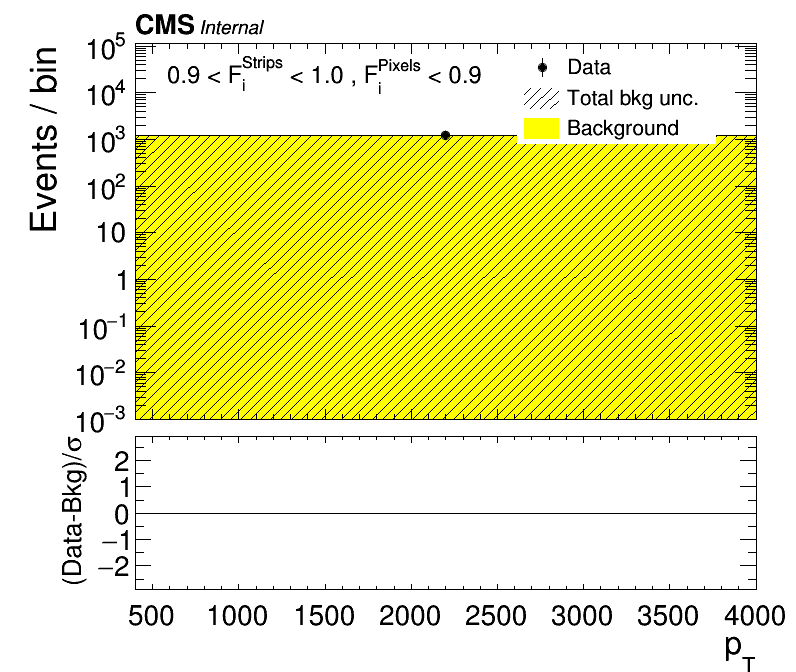 CMS Internal
0.9 < F_i^Strips < 1.0 , F_i^Pixels < 0.9
Data
Total bkg unc.
Background
Events / bin
10^5
10^4
10^3
10^2
10
1
10^−1
10^−2
10^−3
(Data-Bkg)/σ
2
1
0
−1
−2
500 1000 1500 2000 2500 3000 3500 4000
p_T